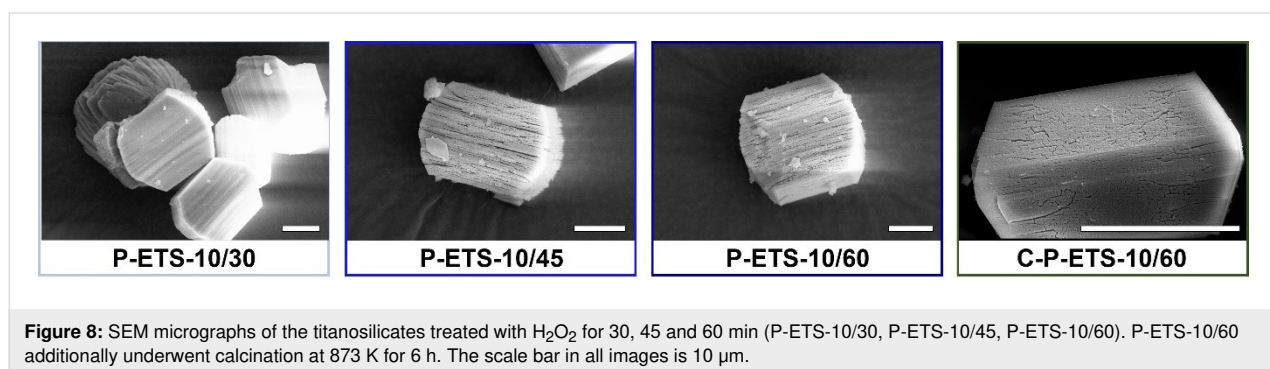 P-ETS-10/30
P-ETS-10/45
P-ETS-10/60
C-P-ETS-10/60
Figure 8: SEM micrographs of the titanosilicates treated with H₂O₂ for 30, 45 and 60 min (P-ETS-10/30, P-ETS-10/45, P-ETS-10/60). P-ETS-10/60
additionally underwent calcination at 873 K for 6 h. The scale bar in all images is 10 μm.